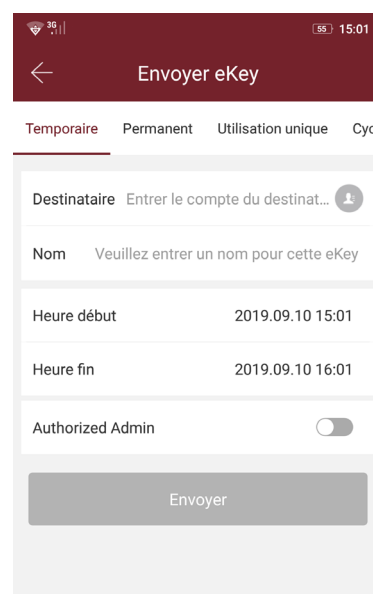 3G 55 15:01
Envoyer eKey
Temporaire Permanent Utilisation unique Cyc
Destinataire Entrer le compte du destinat...
Nom Veuillez entrer un nom pour cette eKey
Heure début 2019.09.10 15:01
Heure fin 2019.09.10 16:01
Authorized Admin
Envoyer